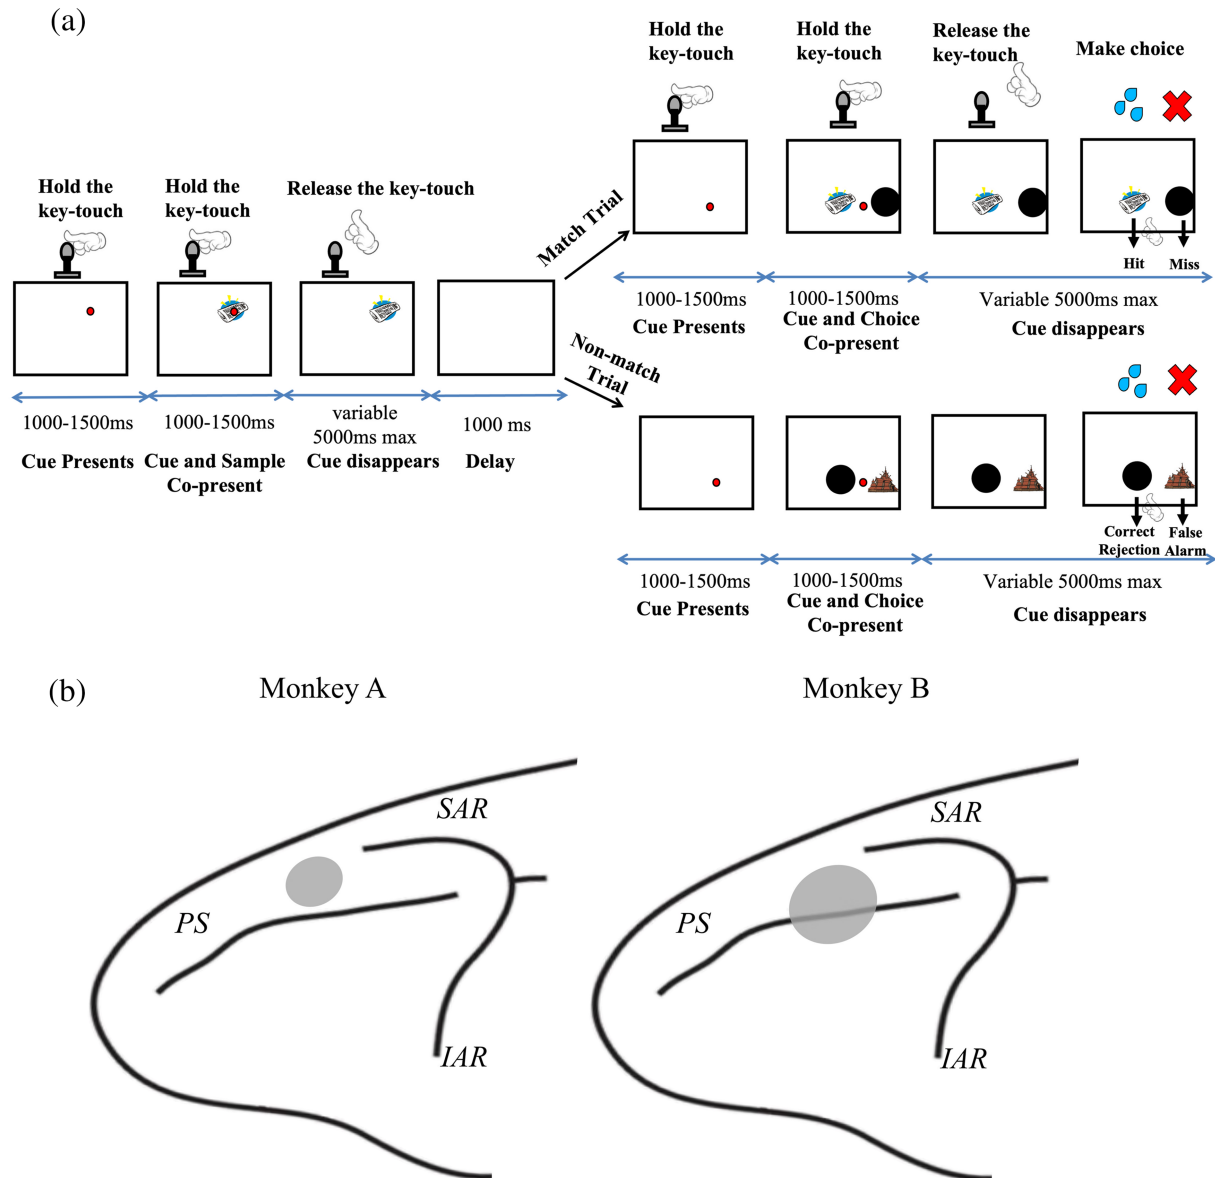 (a)
Hold the
key-touch
Hold the
key-touch
Release the key-touch
1000-1500ms
Cue Presents
1000-1500ms
Cue and Sample
Co-present
variable
5000ms max
Cue disappears
1000 ms
Delay
Match Trial
Hold the
key-touch
Hold the
key-touch
Release the
key-touch
Make choice
Hit
Miss
1000-1500ms
Cue Presents
1000-1500ms
Cue and Choice
Co-present
Variable 5000ms max
Cue disappears
Non-match
Trial
Correct
Rejection
False
Alarm
1000-1500ms
Cue Presents
1000-1500ms
Cue and Choice
Co-present
Variable 5000ms max
Cue disappears
(b)
Monkey A
SAR
PS
IAR
Monkey B
SAR
PS
IAR